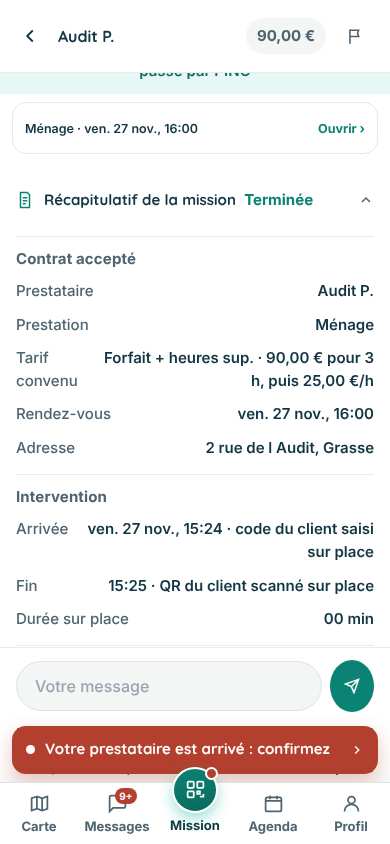 Audit P.
90,00 €
passé par PINO
Ménage · ven. 27 nov., 16:00
Ouvrir ›
Récapitulatif de la mission Terminée
Contrat accepté
Prestataire
Audit P.
Prestation
Ménage
Tarif convenu
Forfait + heures sup. · 90,00 € pour 3
h, puis 25,00 €/h
Rendez-vous
ven. 27 nov., 16:00
Adresse
2 rue de l Audit, Grasse
Intervention
Arrivée
ven. 27 nov., 15:24 · code du client saisi
sur place
Fin
15:25 · QR du client scanné sur place
Durée sur place
00 min
Votre message
Votre prestataire est arrivé : confirmez
9+
Carte
Messages
Mission
Agenda
Profil